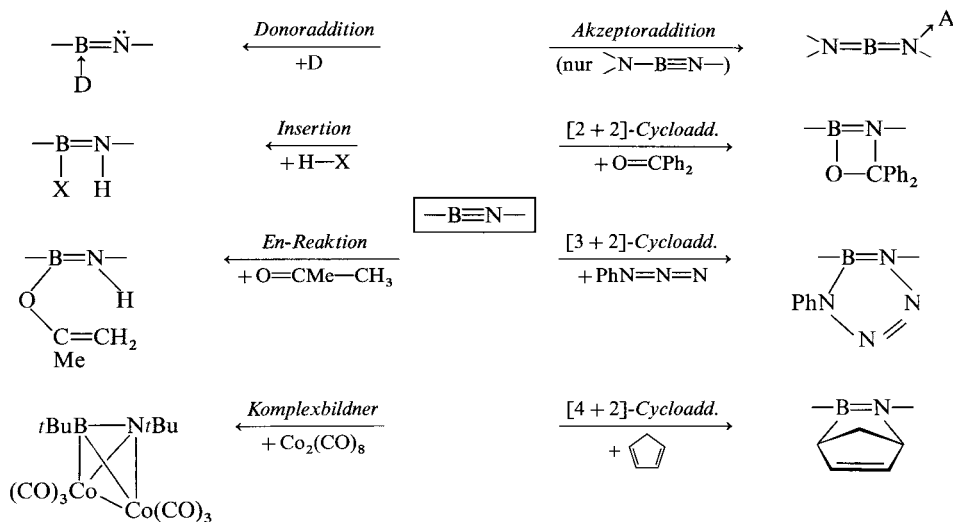 —B=N̈— Donoraddition +D Akzeptoraddition (nur >N—B≡N—) >N=B=N< A
D
—B=N— Insertion + H—X [2 + 2]-Cycloadd. + O=CPh₂ —B=N—
X H O—CPh₂
—B≡N—
—B=N— En-Reaktion + O=CMe—CH₃ [3 + 2]-Cycloadd. + PhN=N=N —B=N—
O H PhN N
C=CH₂ N
Me
tBuB—NtBu Komplexbildner + Co₂(CO)₈ [4 + 2]-Cycloadd. + —B=N—
(CO)₃Co
Co(CO)₃